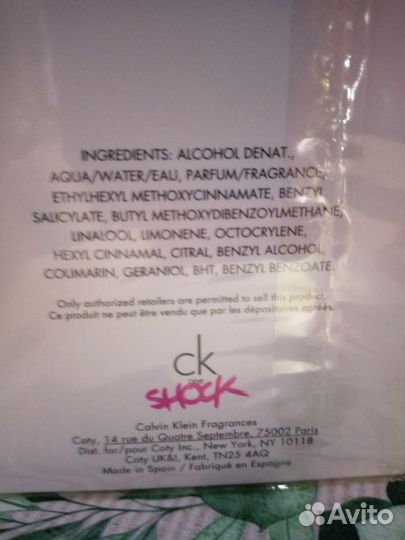 INGREDIENTS: ALCOHOL DENAT.,
AQUA/WATER/EAU, PARFUM/FRAGRANCE,
ETHYLHEXYL METHOXYCINNAMATE, BENZYL
SALICYLATE, BUTYL METHOXYDIBENZOYLMETHANE,
LINALOOL, LIMONENE, OCTOCRYLENE,
HEXYL CINNAMAL, CITRAL, BENZYL ALCOHOL,
COUMARIN, GERANIOL, BHT, BENZYL BENZOATE.
Only authorized retailers are permitted to sell this product.
Ce produit ne peut être vendu que par les dépositaires agréés.
ck
one
SHOCK
Calvin Klein Fragrances
Coty, 14 rue du Quatre Septembre, 75002 Paris
Dist. for/pour Coty Inc., New York, NY 10118
Coty UK&I, Kent, TN25 4AQ
Made in Spain / Fabriqué en Espagne
Avito